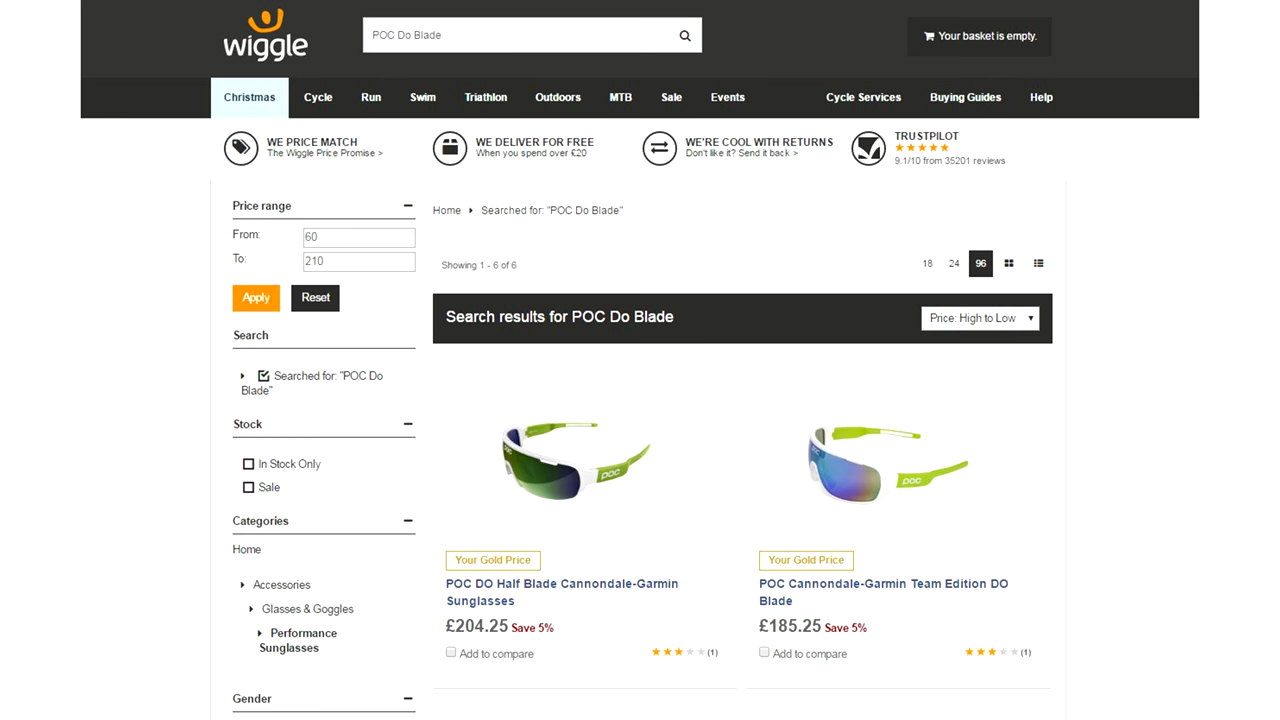 wiggle
POC Do Blade
Your basket is empty.
Christmas Cycle Run Swim Triathlon Outdoors MTB Sale Events Cycle Services Buying Guides Help
WE PRICE MATCH
The Wiggle Price Promise >
WE DELIVER FOR FREE
When you spend over £20
WE'RE COOL WITH RETURNS
Don't like it? Send it back >
TRUSTPILOT
9.1/10 from 35201 reviews
Price range
From: 60
To: 210
Apply Reset
Search
Searched for: "POC Do
Blade"
Stock
In Stock Only
Sale
Categories
Home
Accessories
Glasses & Goggles
Performance
Sunglasses
Gender
Home Searched for: "POC Do Blade"
Showing 1 - 6 of 6
18 24 96
Search results for POC Do Blade
Price: High to Low
POC
poc
Your Gold Price
POC DO Half Blade Cannondale-Garmin
Sunglasses
£204.25 Save 5%
Add to compare
(1)
POC
poc
Your Gold Price
POC Cannondale-Garmin Team Edition DO
Blade
£185.25 Save 5%
Add to compare
(1)